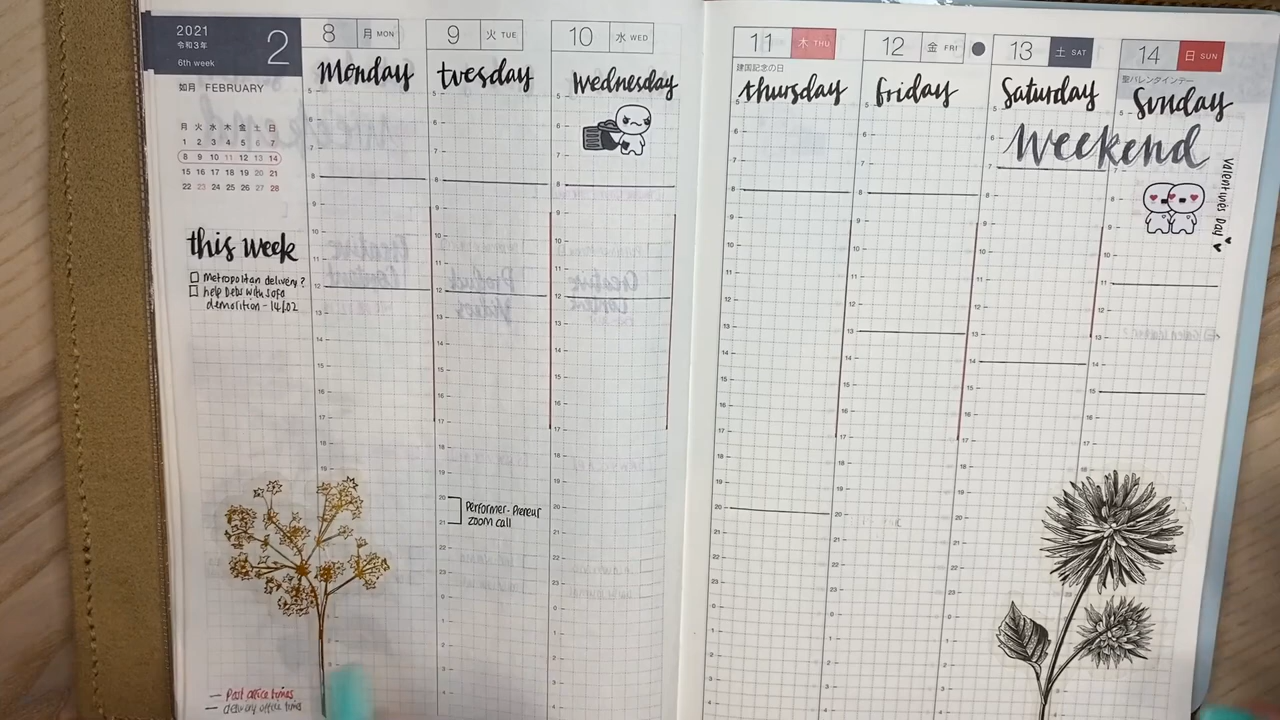 2021
令和3年
6th week
2
如月 FEBRUARY
月 火 水 木 金 土 日
1 2 3 4 5 6 7
8 9 10 11 12 13 14
15 16 17 18 19 20 21
22 23 24 25 26 27 28
this week
Metropolitan delivery?
help Debs with sofa
demolition - 14/02
Post office times
delivery office times
8 月 MON
Monday
9 火 TUE
tuesday
Performer-Preneur
zoom call
10 水 WED
wednesday
11 木 THU
建国記念の日
thursday
12 金 FRI
friday
13 土 SAT
Saturday
14 日 SUN
聖バレンタインデー
Sunday
Weekend
Valentines Day